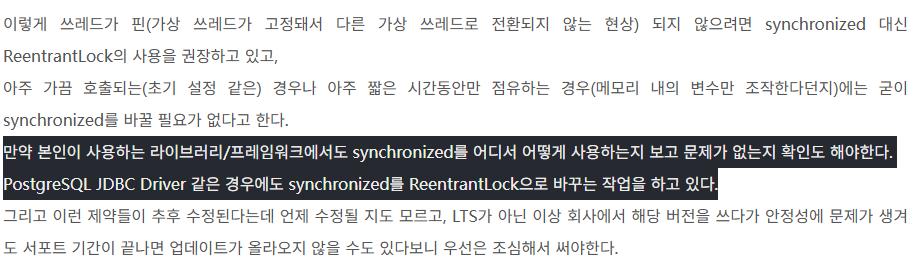 이렇게 쓰레드가 핀(가상 쓰레드가 고정돼서 다른 가상 쓰레드로 전환되지 않는 현상) 되지 않으려면 synchronized 대신
ReentrantLock의 사용을 권장하고 있고,
아주 가끔 호출되는(초기 설정 같은) 경우나 아주 짧은 시간동안만 점유하는 경우(메모리 내의 변수만 조작한다던지)에는 굳이
synchronized를 바꿀 필요가 없다고 한다.
만약 본인이 사용하는 라이브러리/프레임워크에서도 synchronized를 어디서 어떻게 사용하는지 보고 문제가 없는지 확인도 해야한다.
PostgreSQL JDBC Driver 같은 경우에도 synchronized를 ReentrantLock으로 바꾸는 작업을 하고 있다.
그리고 이런 제약들이 추후 수정된다는데 언제 수정될 지도 모르고, LTS가 아닌 이상 회사에서 해당 버전을 쓰다가 안정성에 문제가 생겨
도 서포트 기간이 끝나면 업데이트가 올라오지 않을 수도 있다보니 우선은 조심해서 써야한다.